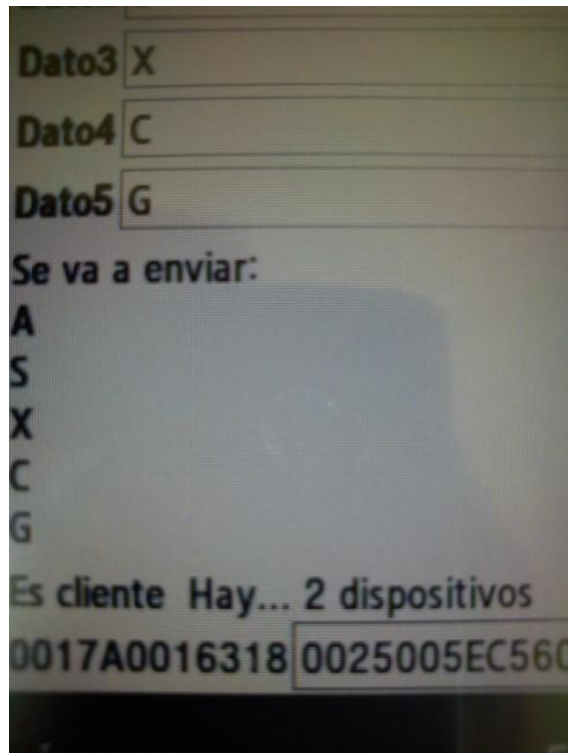 Dato3 X
Dato4 C
Dato5 G
Se va a enviar:
A
S
X
C
G
Es cliente Hay... 2 dispositivos
0017A0016318 0025005EC560